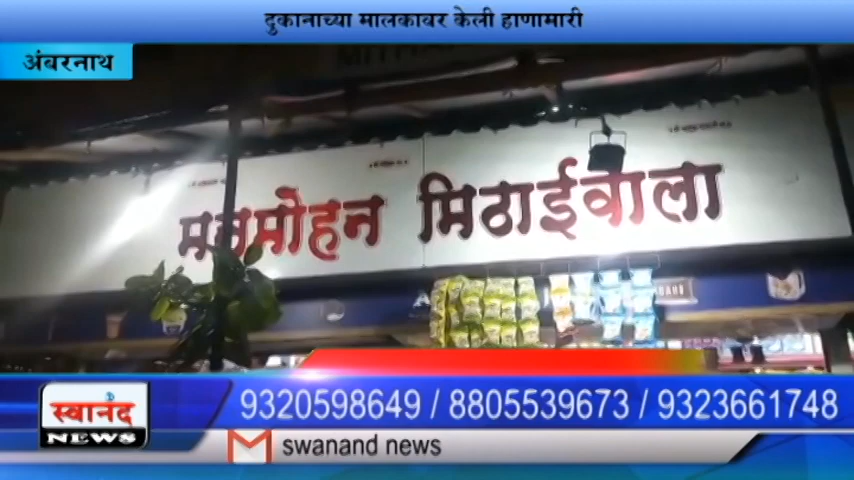 दुकानाच्या मालकावर केली हाणामारी
अंबरनाथ
मनमोहन मिठाईवाला
स्वानंद
NEWS
9320598649 / 8805539673 / 9323661748
swanand news